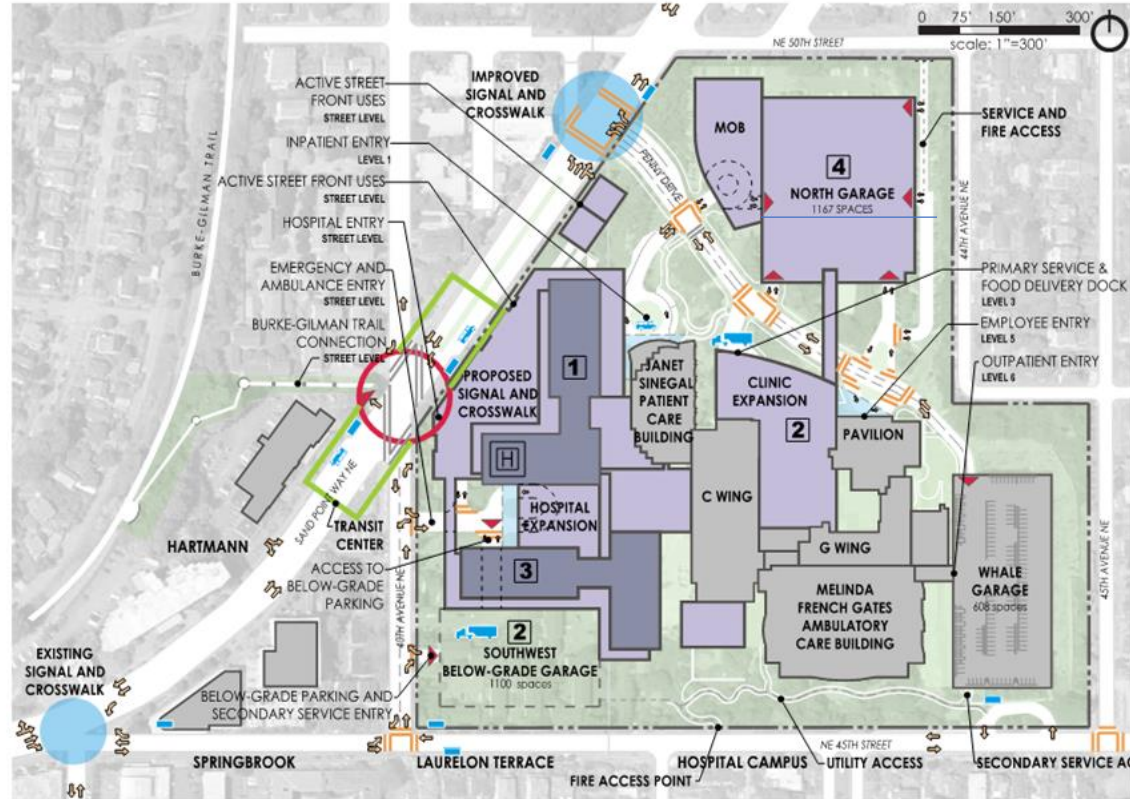 0 75' 150' 300'
scale: 1"=300'
NE 50TH STREET
ACTIVE STREET
FRONT USES
STREET LEVEL
INPATIENT ENTRY
LEVEL 1
ACTIVE STREET FRONT USES
STREET LEVEL
HOSPITAL ENTRY
STREET LEVEL
EMERGENCY AND
AMBULANCE ENTRY
STREET LEVEL
BURKE-GILMAN TRAIL
CONNECTION
STREET LEVEL
BURKE-GILMAN TRAIL
IMPROVED
SIGNAL AND
CROSSWALK
PENNY DRIVE
MOB
4
NORTH GARAGE
1167 SPACES
SERVICE AND
FIRE ACCESS
44TH AVENUE NE
PRIMARY SERVICE &
FOOD DELIVERY DOCK
LEVEL 3
EMPLOYEE ENTRY
LEVEL 5
OUTPATIENT ENTRY
LEVEL 6
PROPOSED
SIGNAL AND
CROSSWALK
1
JANET
SINEGAL
PATIENT
CARE
BUILDING
CLINIC
EXPANSION
2
PAVILION
H
HOSPITAL
EXPANSION
C WING
G WING
3
SAND POINT WAY NE
TRANSIT
CENTER
HARTMANN
ACCESS TO
BELOW-GRADE
PARKING
40TH AVENUE NE
MELINDA
FRENCH GATES
AMBULATORY
CARE BUILDING
WHALE
GARAGE
608 spaces
45TH AVENUE NE
2
SOUTHWEST
BELOW-GRADE GARAGE
1100 spaces
EXISTING
SIGNAL AND
CROSSWALK
BELOW-GRADE PARKING AND
SECONDARY SERVICE ENTRY
NE 45TH STREET
SPRINGBROOK
LAURELON TERRACE
HOSPITAL CAMPUS
UTILITY ACCESS
SECONDARY SERVICE AC
FIRE ACCESS POINT